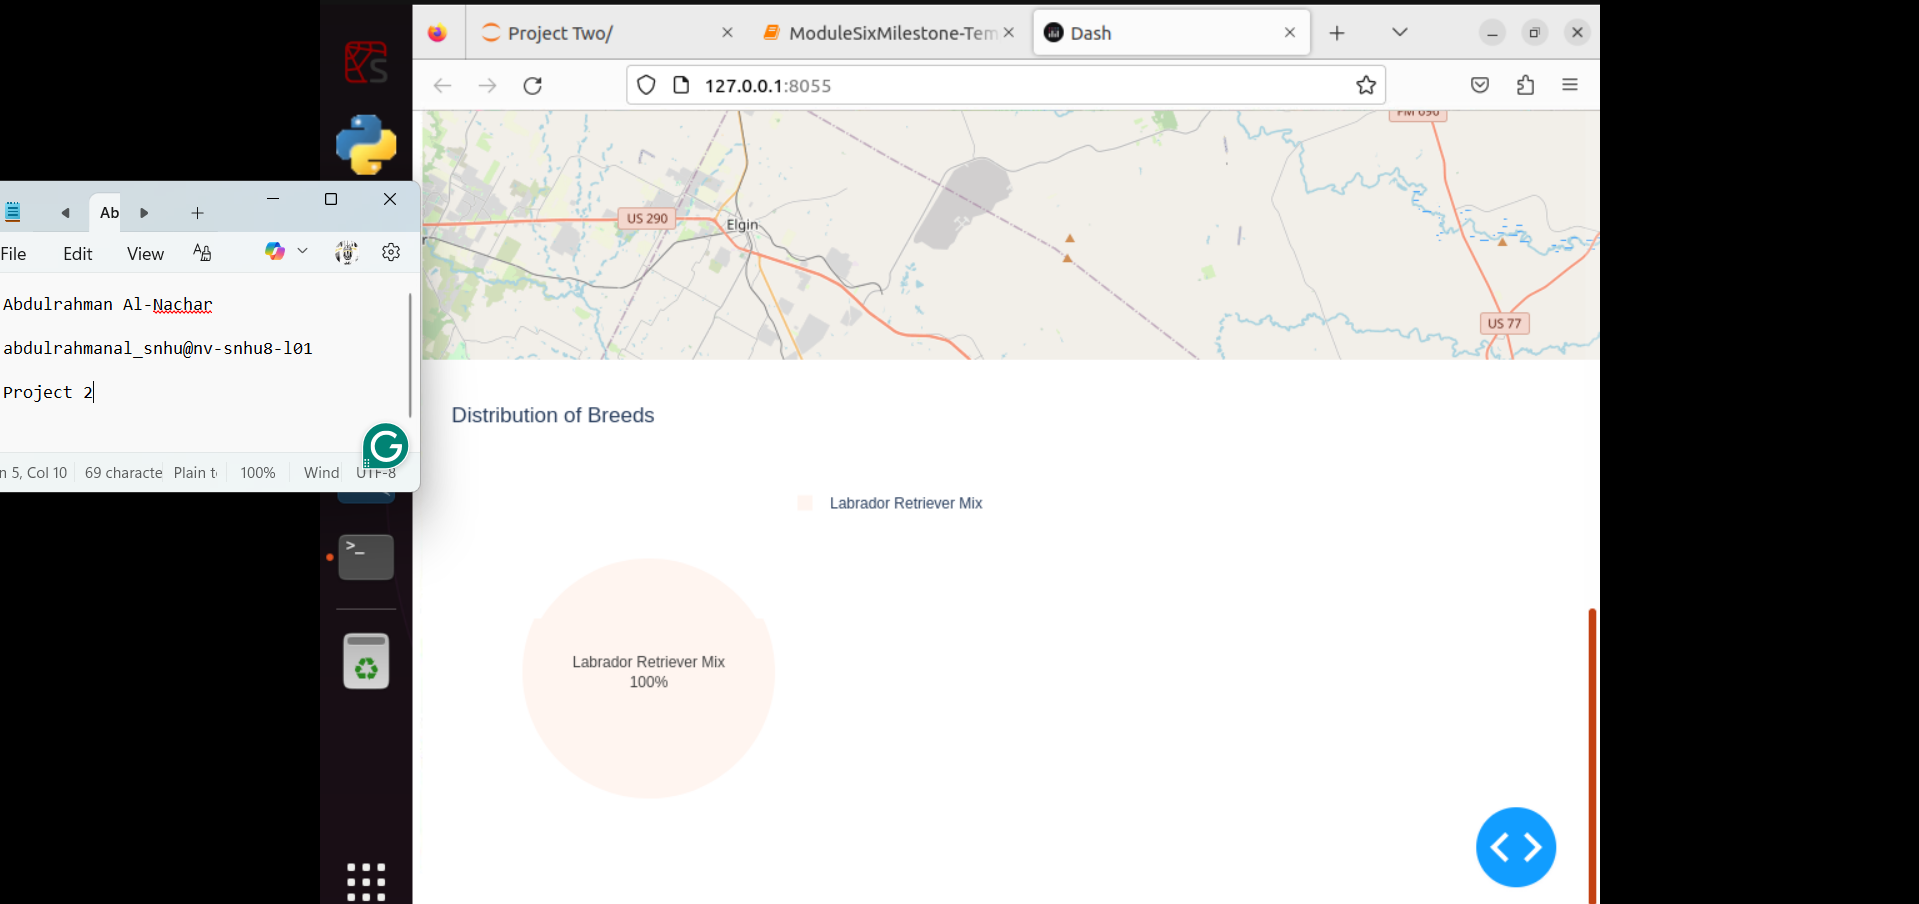 Project Two/
ModuleSixMilestone-Tem
Dash
127.0.0.1:8055
FM 696
US 290
Elgin
US 77
Ab
File
Edit
View
Abdulrahman Al-Nachar
abdulrahmanal_snhu@nv-snhu8-l01
Project 2
n 5, Col 10
69 characte
Plain t
100%
Wind
UTF-8
Distribution of Breeds
Labrador Retriever Mix
Labrador Retriever Mix
100%